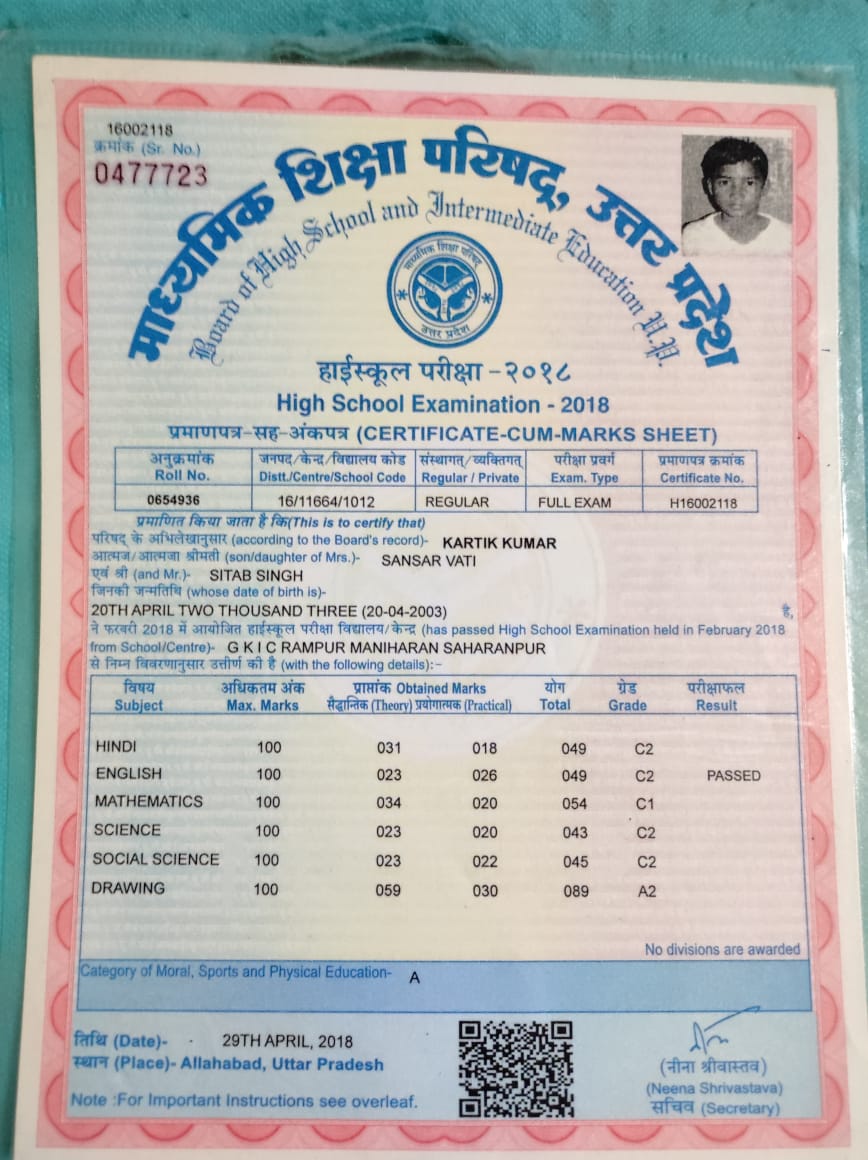 16002118
क्रमांक (Sr. No.)
0477723
माध्यमिक शिक्षा परिषद्, उत्तर प्रदेश
Board of High School and Intermediate Education U.P.
माध्यमिक शिक्षा परिषद
उत्तर प्रदेश
हाईस्कूल परीक्षा - २०१८
High School Examination - 2018
प्रमाणपत्र-सह-अंकपत्र (CERTIFICATE-CUM-MARKS SHEET)
अनुक्रमांक जनपद/केन्द्र/विद्यालय कोड संस्थागत्/व्यक्तिगत् परीक्षा प्रवर्ग प्रमाणपत्र क्रमांक
Roll No. Distt./Centre/School Code Regular / Private Exam. Type Certificate No.
0654936 16/11664/1012 REGULAR FULL EXAM H16002118
प्रमाणित किया जाता है कि(This is to certify that)
परिषद् के अभिलेखानुसार (according to the Board's record)- KARTIK KUMAR
आत्मज/आत्मजा श्रीमती (son/daughter of Mrs.)- SANSAR VATI
एवं श्री (and Mr.)- SITAB SINGH
जिनकी जन्मतिथि (whose date of birth is)-
20TH APRIL TWO THOUSAND THREE (20-04-2003) है,
ने फरवरी 2018 में आयोजित हाईस्कूल परीक्षा विद्यालय/केन्द्र (has passed High School Examination held in February 2018
from School/Centre)- G K I C RAMPUR MANIHARAN SAHARANPUR
से निम्न विवरणानुसार उत्तीर्ण की है (with the following details):-
विषय अधिकतम अंक प्राप्तांक Obtained Marks योग ग्रेड परीक्षाफल
Subject Max. Marks सैद्धान्तिक (Theory) प्रयोगात्मक (Practical) Total Grade Result
HINDI 100 031 018 049 C2
ENGLISH 100 023 026 049 C2 PASSED
MATHEMATICS 100 034 020 054 C1
SCIENCE 100 023 020 043 C2
SOCIAL SCIENCE 100 023 022 045 C2
DRAWING 100 059 030 089 A2
No divisions are awarded
Category of Moral, Sports and Physical Education- A
तिथि (Date)- 29TH APRIL, 2018
स्थान (Place)- Allahabad, Uttar Pradesh
(नीना श्रीवास्तव)
(Neena Shrivastava)
सचिव (Secretary)
Note :For Important Instructions see overleaf.